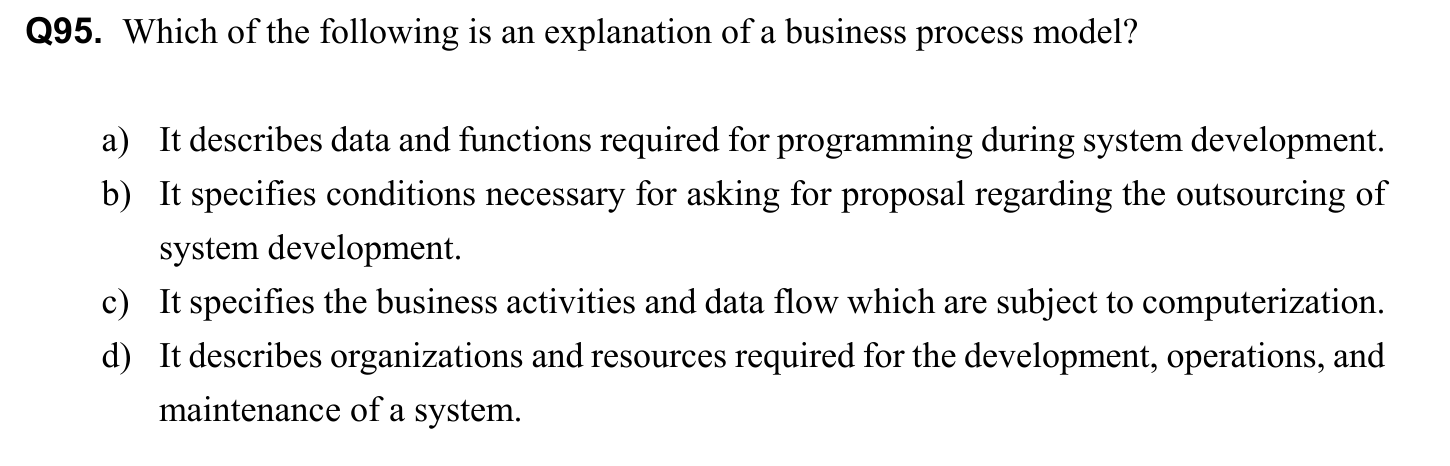 Q95. Which of the following is an explanation of a business process model?
a) It describes data and functions required for programming during system development.
b) It specifies conditions necessary for asking for proposal regarding the outsourcing of
system development.
c) It specifies the business activities and data flow which are subject to computerization.
d) It describes organizations and resources required for the development, operations, and
maintenance of a system.